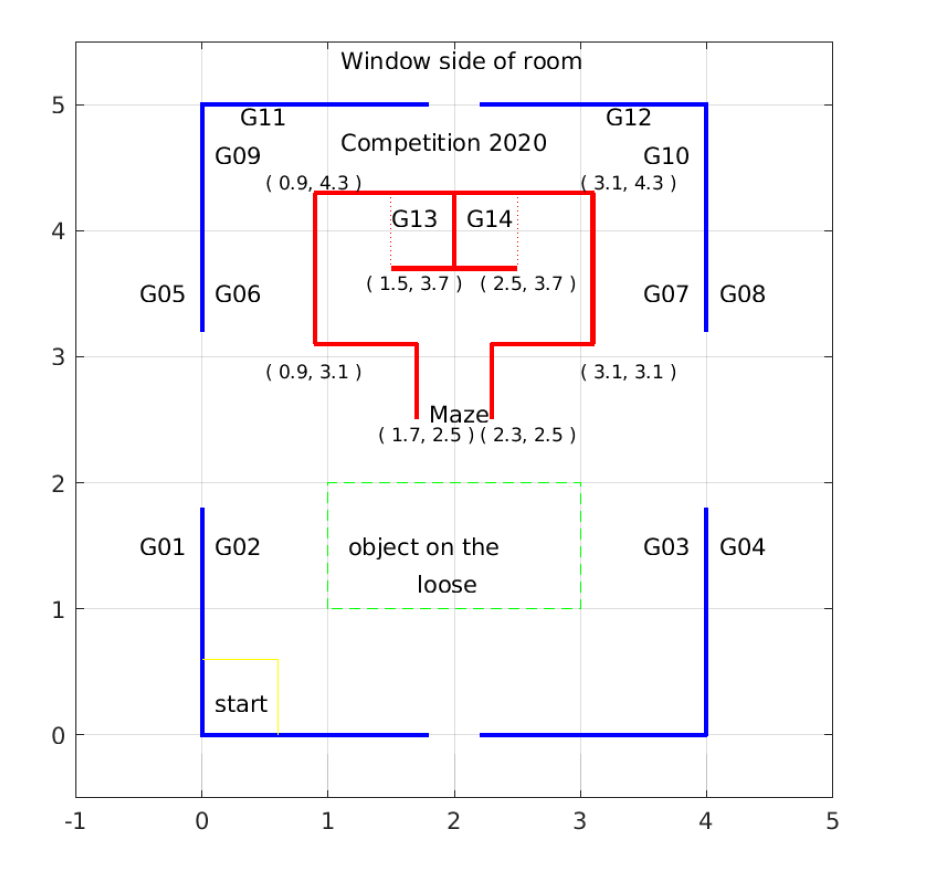 Window side of room
5
G11
G12
Competition 2020
G09
G10
( 0.9, 4.3 )
( 3.1, 4.3 )
4
G13
G14
( 1.5, 3.7 )
( 2.5, 3.7 )
G05
G06
G07
G08
3
( 0.9, 3.1 )
( 3.1, 3.1 )
Maze
( 1.7, 2.5 )
( 2.3, 2.5 )
2
G01
G02
object on the
G03
G04
loose
1
start
0
-1
0
1
2
3
4
5